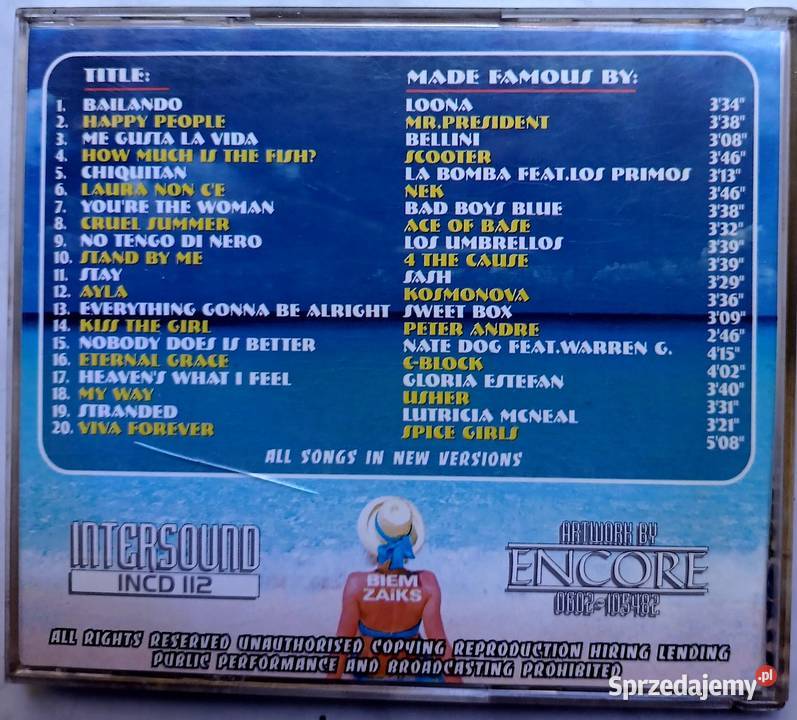 TITLE: MADE FAMOUS BY:
1. BAILANDO LOONA 3'34"
2. HAPPY PEOPLE MR.PRESIDENT 3'38"
3. ME GUSTA LA VIDA BELLINI 3'08"
4. HOW MUCH IS THE FISH? SCOOTER 3'46"
5. CHIQUITAN LA BOMBA FEAT.LOS PRIMOS 3'13"
6. LAURA NON C'E NEK 3'46"
7. YOU'RE THE WOMAN BAD BOYS BLUE 3'38"
8. CRUEL SUMMER ACE OF BASE 3'32"
9. NO TENGO DI NERO LOS UMBRELLOS 3'39"
10. STAND BY ME 4 THE CAUSE 3'39"
11. STAY SASH 3'29"
12. AYLA KOSMONOVA 3'36"
13. EVERYTHING GONNA BE ALRIGHT SWEET BOX 3'09"
14. KISS THE GIRL PETER ANDRE 2'46"
15. NOBODY DOES IS BETTER NATE DOG FEAT.WARREN G. 4'15"
16. ETERNAL GRACE C-BLOCK 4'02"
17. HEAVEN'S WHAT I FEEL GLORIA ESTEFAN 3'40"
18. MY WAY USHER 3'31"
19. STRANDED LUTRICIA MCNEAL 3'21"
20. VIVA FOREVER SPICE GIRLS 5'08"
ALL SONGS IN NEW VERSIONS
INTERSOUND
INCD 112
BIEM
ZAIKS
ARTWORK BY
ENCORE
0602-105482
ALL RIGHTS RESERVED UNAUTHORISED COPYING REPRODUCTION HIRING LENDING
PUBLIC PERFORMANCE AND BROADCASTING PROHIBITED
Sprzedajemy.pl